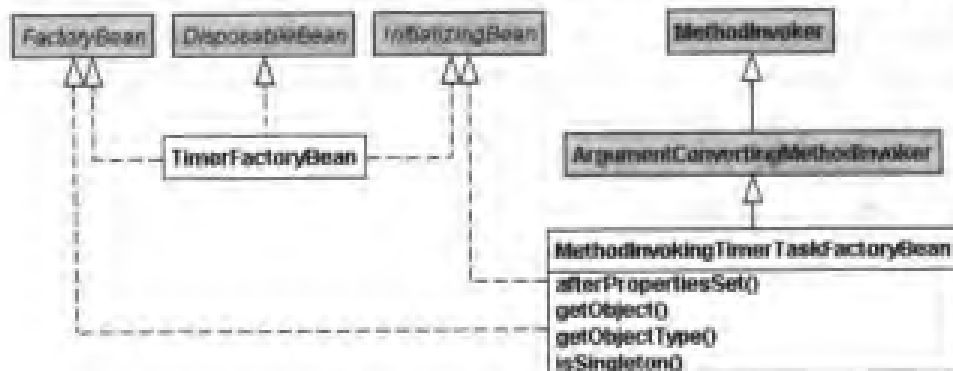 FactoryBean
DisposableBean
InitializingBean
MethodInvoker
TimerFactoryBean
ArgumentConvertingMethodInvoker
MethodInvokingTimerTaskFactoryBean
afterPropertiesSet()
getObject()
getObjectType()
isSingleton()